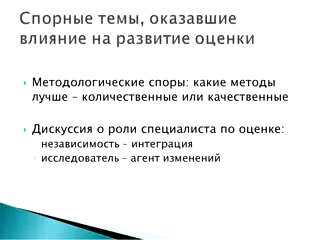 Спорные темы, оказавшие
влияние на развитие оценки
Методологические споры: какие методы
лучше – количественные или качественные
Дискуссия о роли специалиста по оценке:
независимость – интеграция
исследователь – агент изменений